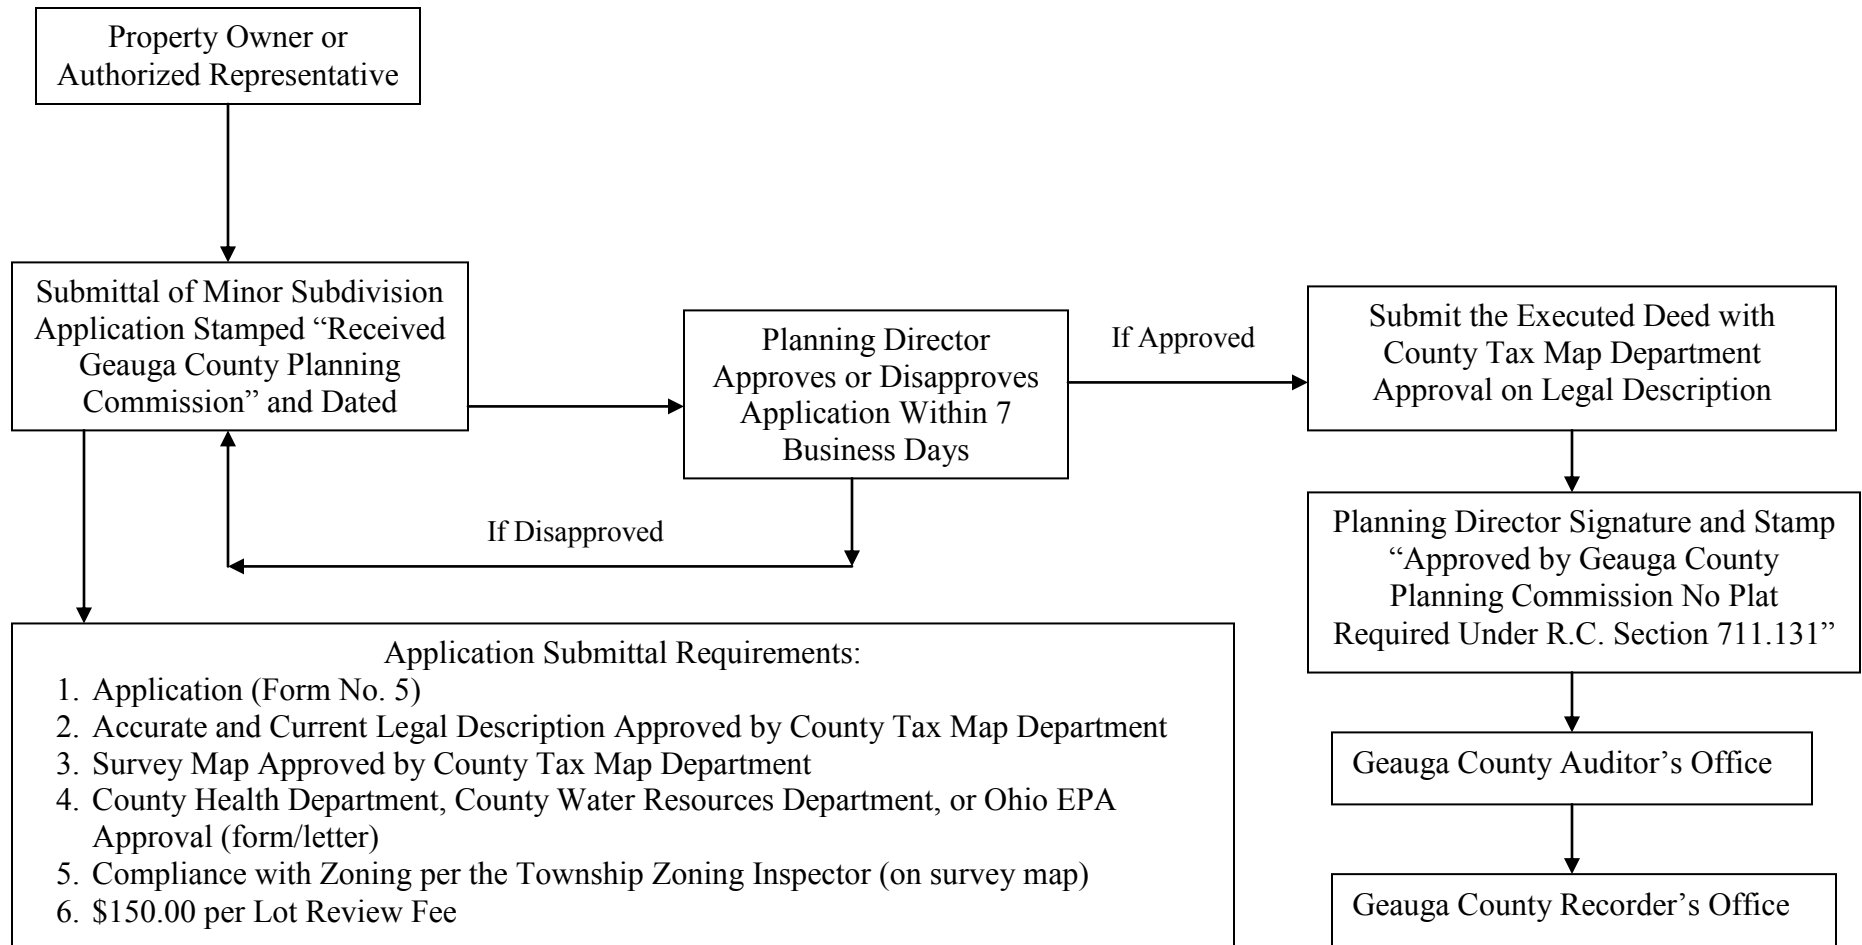 Property Owner or
Authorized Representative
Submittal of Minor Subdivision
Application Stamped “Received
Geauga County Planning
Commission” and Dated
Planning Director
Approves or Disapproves
Application Within 7
Business Days
If Approved
If Disapproved
Submit the Executed Deed with
County Tax Map Department
Approval on Legal Description
Planning Director Signature and Stamp
“Approved by Geauga County
Planning Commission No Plat
Required Under R.C. Section 711.131”
Geauga County Auditor’s Office
Geauga County Recorder’s Office
Application Submittal Requirements:
1. Application (Form No. 5)
2. Accurate and Current Legal Description Approved by County Tax Map Department
3. Survey Map Approved by County Tax Map Department
4. County Health Department, County Water Resources Department, or Ohio EPA
Approval (form/letter)
5. Compliance with Zoning per the Township Zoning Inspector (on survey map)
6. $150.00 per Lot Review Fee